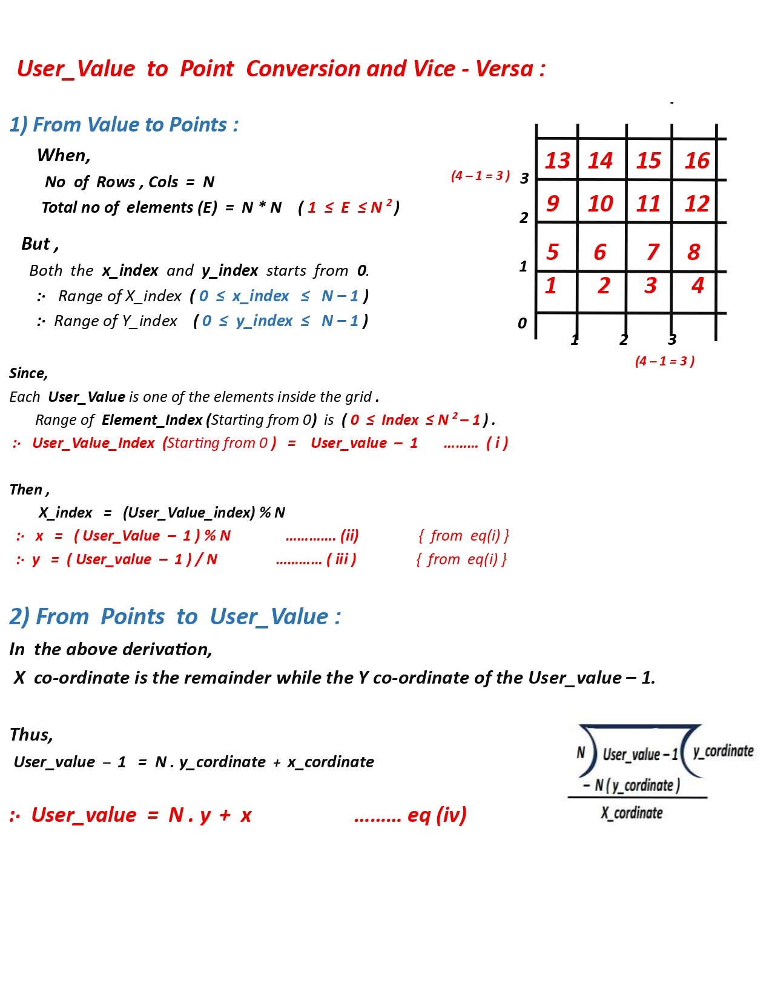 User_Value to Point Conversion and Vice - Versa :
-
1) From Value to Points :
When,
No of Rows , Cols = N
Total no of elements (E) = N * N ( 1 ≤ E ≤ N ² )
But ,
Both the x_index and y_index starts from 0.
:· Range of X_index ( 0 ≤ x_index ≤ N – 1 )
:· Range of Y_index ( 0 ≤ y_index ≤ N – 1 )
13 14 15 16
(4 – 1 = 3 ) 3
9 10 11 12
2
5 6 7 8
1
1 2 3 4
0
1 2 3
(4 – 1 = 3 )
Since,
Each User_Value is one of the elements inside the grid .
Range of Element_Index (Starting from 0) is ( 0 ≤ Index ≤ N ² – 1 ) .
:· User_Value_Index (Starting from 0 ) = User_value – 1 ……… ( i )
Then ,
X_index = (User_Value_index) % N
:· x = ( User_Value – 1 ) % N …………. (ii) { from eq(i) }
:· y = ( User_value – 1 ) / N ………… ( iii ) { from eq(i) }
2) From Points to User_Value :
In the above derivation,
X co-ordinate is the remainder while the Y co-ordinate of the User_value – 1.
Thus,
User_value – 1 = N . y_cordinate + x_cordinate
:· User_value = N . y + x ……… eq (iv)
N User_value – 1 y_cordinate
– N ( y_cordinate )
X_cordinate